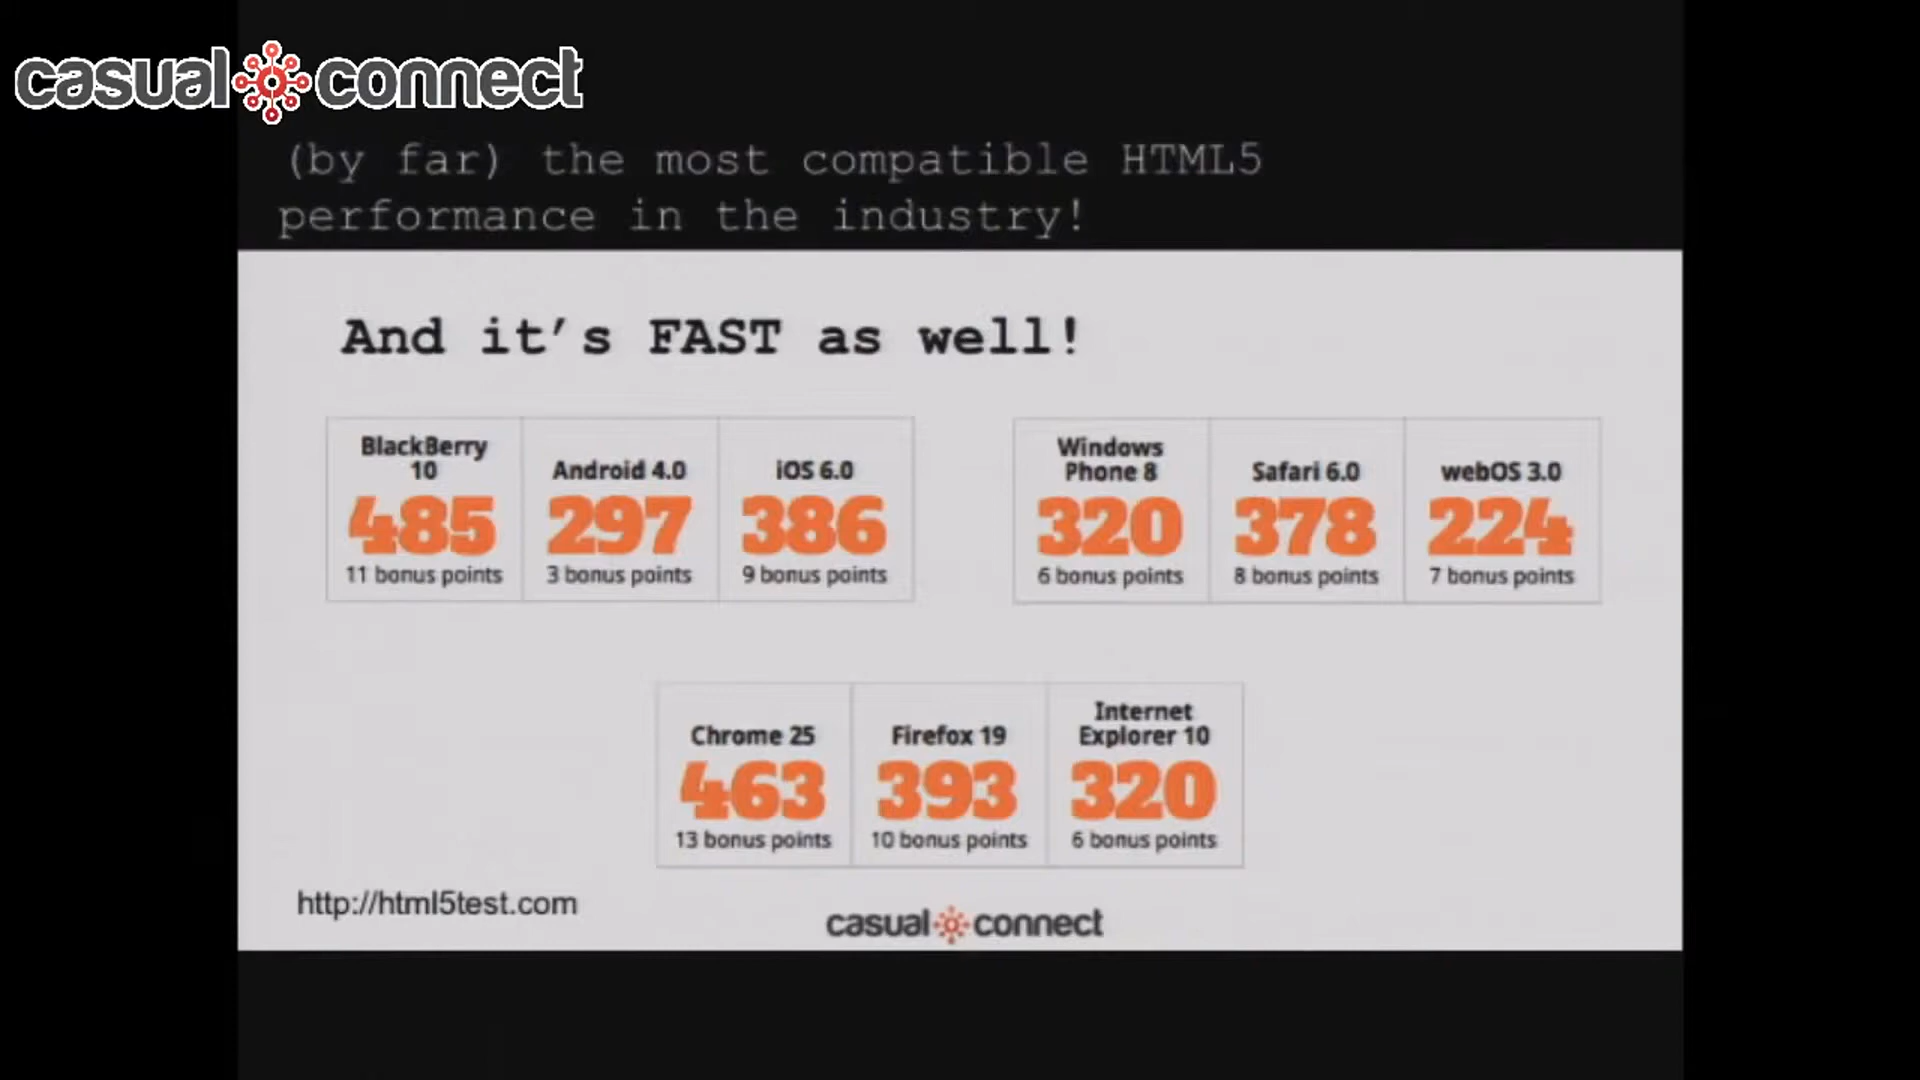 casual connect
(by far) the most compatible HTML5
performance in the industry!
And it's FAST as well!
BlackBerry
10
485
11 bonus points
Android 4.0
297
3 bonus points
iOS 6.0
386
9 bonus points
Windows
Phone 8
320
6 bonus points
Safari 6.0
378
8 bonus points
webOS 3.0
224
7 bonus points
Chrome 25
463
13 bonus points
Firefox 19
393
10 bonus points
Internet
Explorer 10
320
6 bonus points
http://html5test.com
casual connect